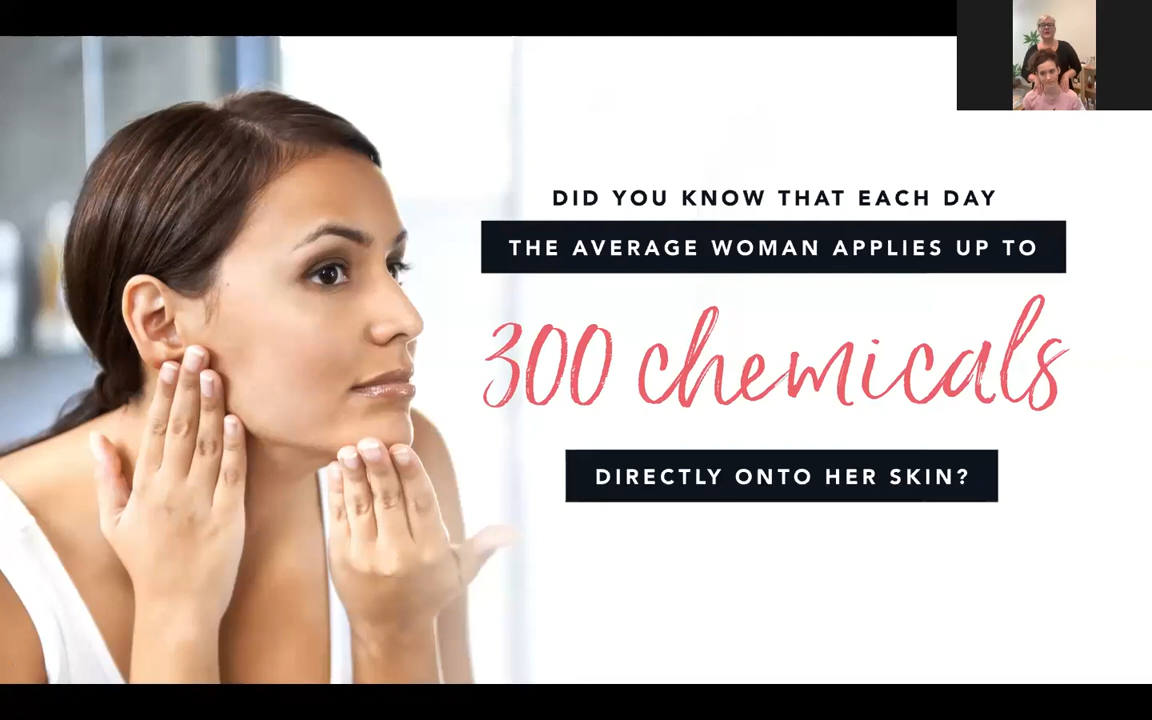 DID YOU KNOW THAT EACH DAY
THE AVERAGE WOMAN APPLIES UP TO
300 chemicals
DIRECTLY ONTO HER SKIN?